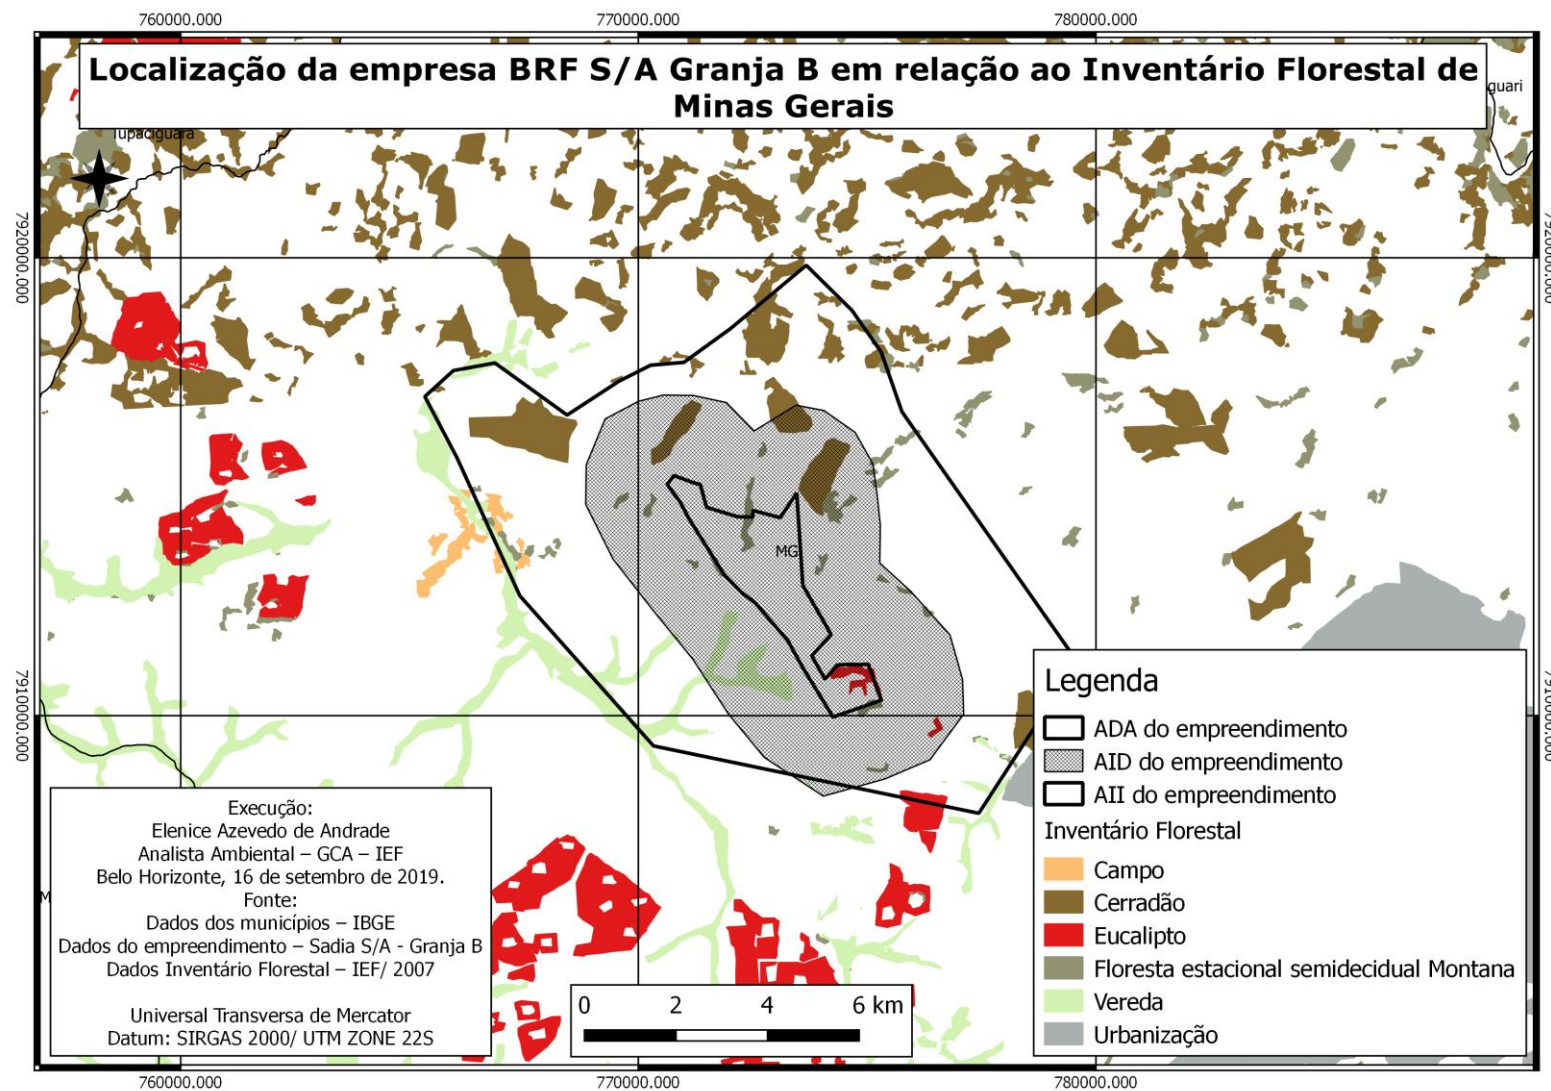 760000.000
770000.000
780000.000
Localização da empresa BRF S/A Granja B em relação ao Inventário Florestal de
Minas Gerais
guari
Tupaciguara
7920000.000
7920000.000
MG
7910000.000
7910000.000
Legenda
ADA do empreendimento
AID do empreendimento
AII do empreendimento
Inventário Florestal
Campo
Cerradão
Eucalipto
Floresta estacional semidecidual Montana
Vereda
Urbanização
M
Execução:
Elenice Azevedo de Andrade
Analista Ambiental – GCA – IEF
Belo Horizonte, 16 de setembro de 2019.
Fonte:
Dados dos municípios – IBGE
Dados do empreendimento – Sadia S/A - Granja B
Dados Inventário Florestal – IEF/ 2007
Universal Transversa de Mercator
Datum: SIRGAS 2000/ UTM ZONE 22S
0 2 4 6 km
760000.000
770000.000
780000.000